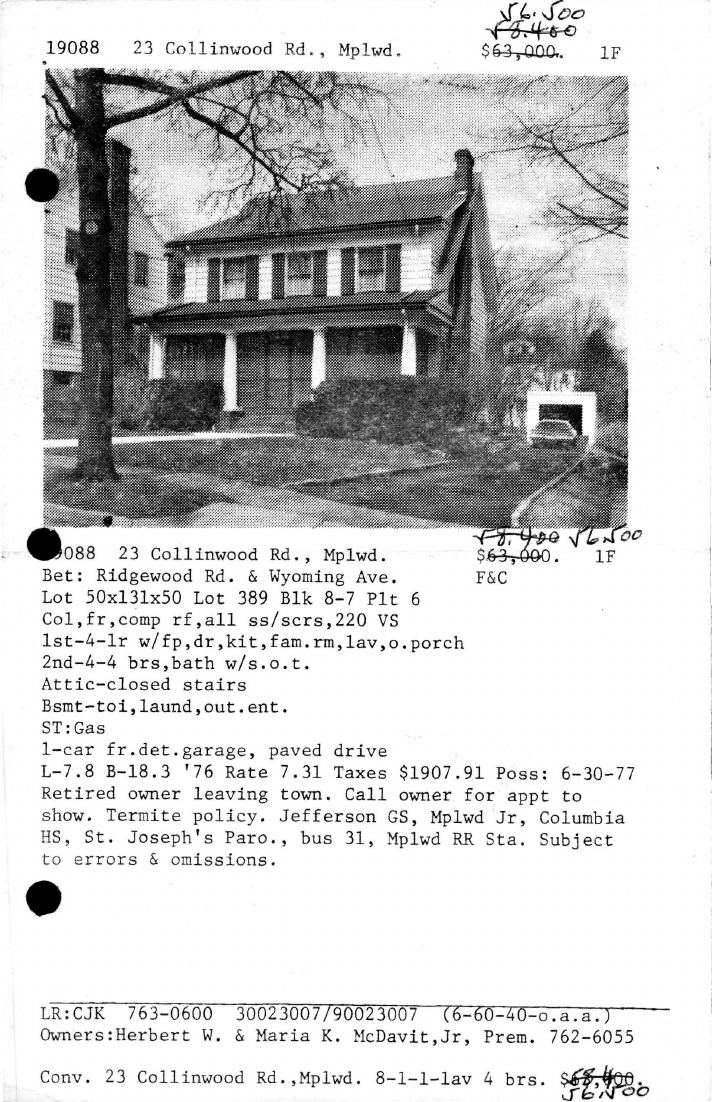 56.500
58.400
19088 23 Collinwood Rd., Mplwd. $63,000. 1F
58.400 56.500
9088 23 Collinwood Rd., Mplwd. $63,000. 1F
Bet: Ridgewood Rd. & Wyoming Ave. F&C
Lot 50x131x50 Lot 389 Blk 8-7 Plt 6
Col,fr,comp rf,all ss/scrs,220 VS
1st-4-lr w/fp,dr,kit,fam.rm,lav,o.porch
2nd-4-4 brs,bath w/s.o.t.
Attic-closed stairs
Bsmt-toi,laund,out.ent.
ST:Gas
1-car fr.det.garage, paved drive
L-7.8 B-18.3 '76 Rate 7.31 Taxes $1907.91 Poss: 6-30-77
Retired owner leaving town. Call owner for appt to
show. Termite policy. Jefferson GS, Mplwd Jr, Columbia
HS, St. Joseph's Paro., bus 31, Mplwd RR Sta. Subject
to errors & omissions.
LR:CJK 763-0600 30023007/90023007 (6-60-40-o.a.a.)
Owners:Herbert W. & Maria K. McDavit,Jr, Prem. 762-6055
Conv. 23 Collinwood Rd.,Mplwd. 8-1-1-lav 4 brs.
56.500